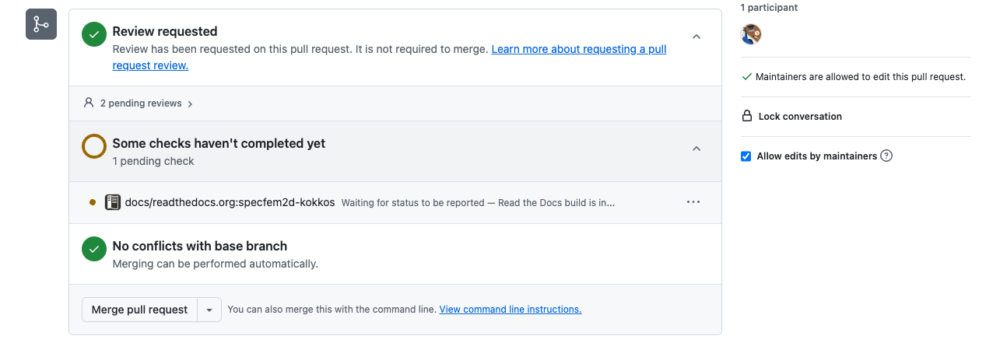 1 participant
Review requested
Review has been requested on this pull request. It is not required to merge. Learn more about requesting a pull
request review.
2 pending reviews
Maintainers are allowed to edit this pull request.
Lock conversation
Some checks haven't completed yet
1 pending check
Allow edits by maintainers
docs/readthedocs.org:specfem2d-kokkos Waiting for status to be reported — Read the Docs build is in...
No conflicts with base branch
Merging can be performed automatically.
Merge pull request
You can also merge this with the command line. View command line instructions.